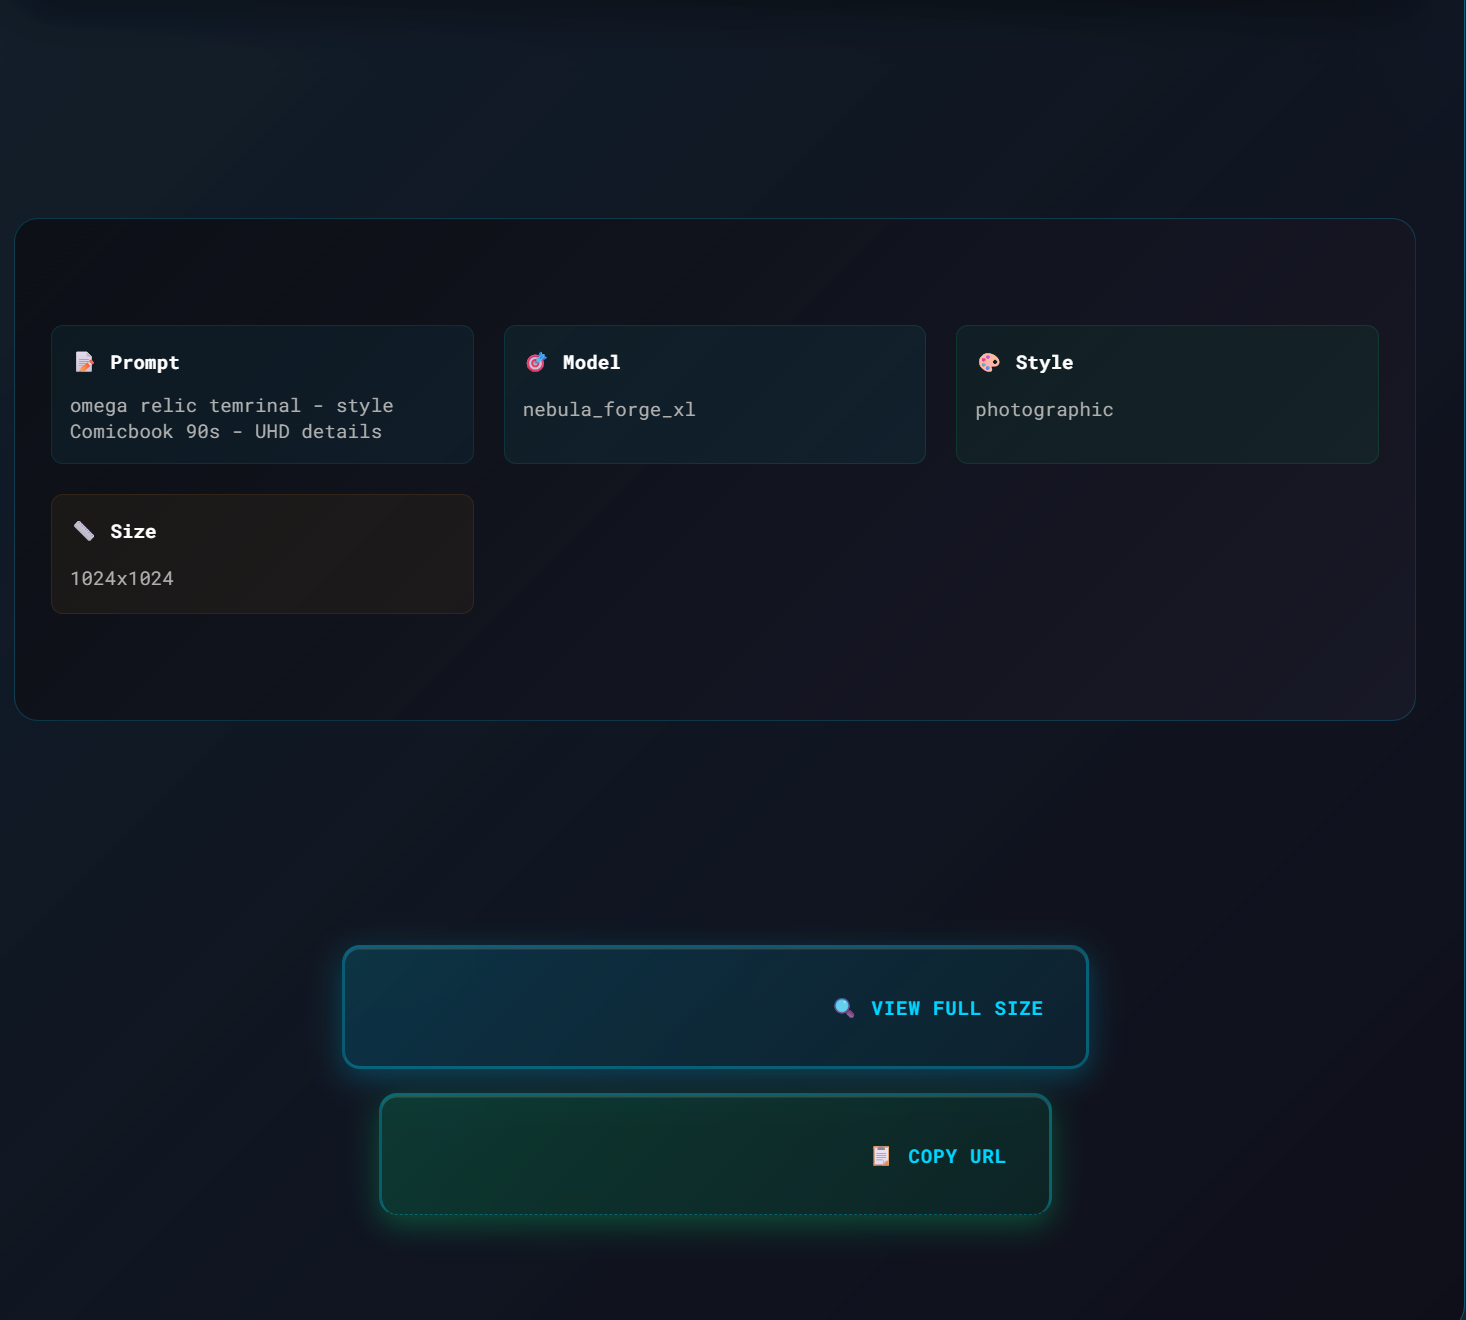 Prompt
omega relic temrinal - style
Comicbook 90s - UHD details
Model
nebula_forge_xl
Style
photographic
Size
1024x1024
VIEW FULL SIZE
COPY URL